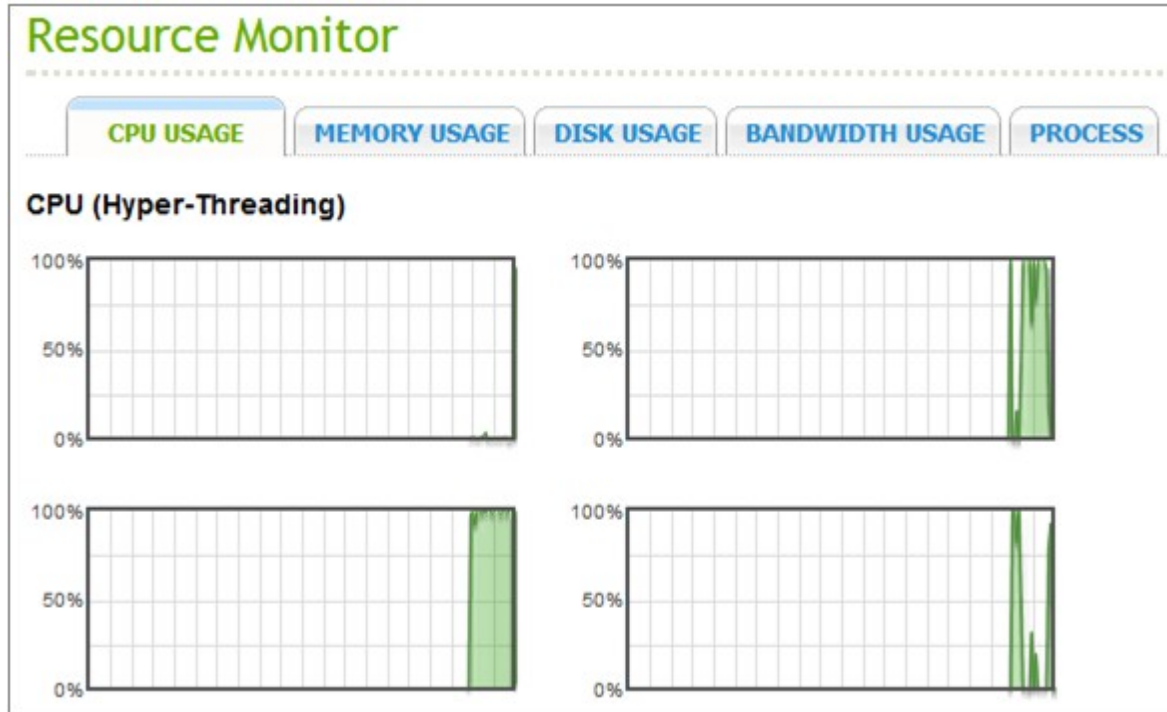 Resource Monitor
CPU USAGE MEMORY USAGE DISK USAGE BANDWIDTH USAGE PROCESS
CPU (Hyper-Threading)
100% 100%
50% 50%
0% 0%
100% 100%
50% 50%
0% 0%